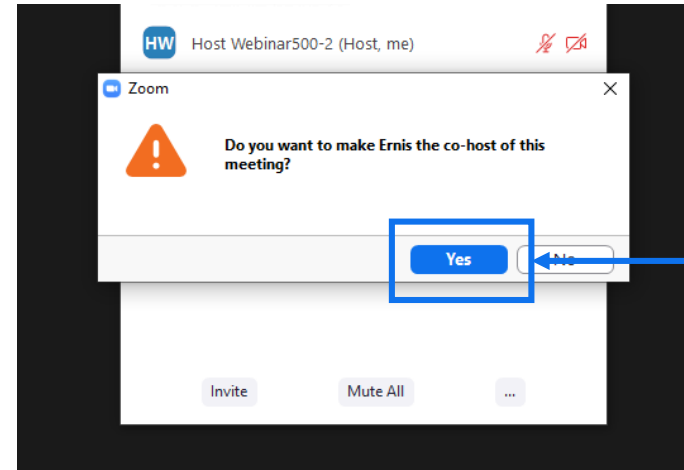 HW Host Webinar500-2 (Host, me)
Zoom
Do you want to make Ernis the co-host of this
meeting?
Yes No
Invite Mute All ...